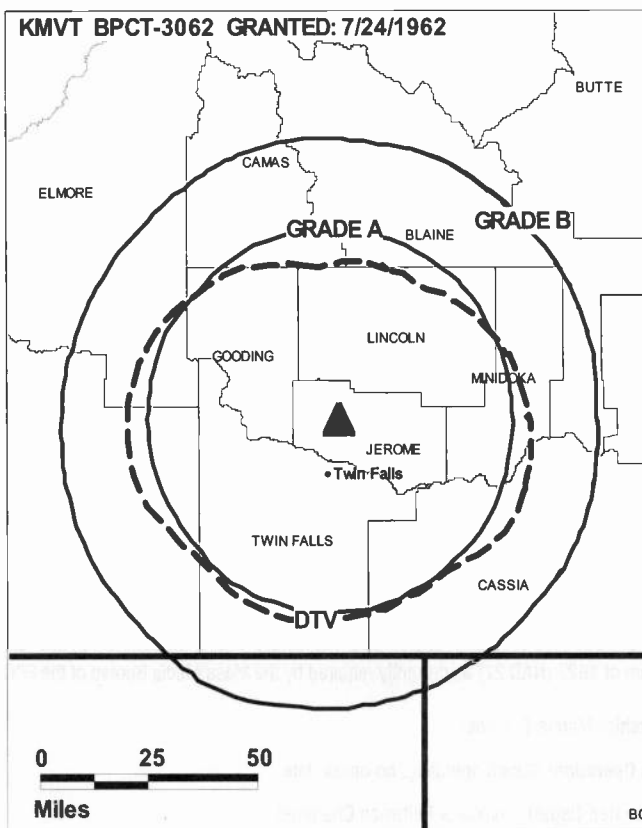 KMVT BPCT-3062 GRANTED: 7/24/1962
BUTTE
CAMAS
ELMORE
GRADE A
GRADE B
BLAINE
LINCOLN
GOODING
MINIDOKA
JEROME
Twin Falls
TWIN FALLS
CASSIA
DTV
0 25 50
Miles